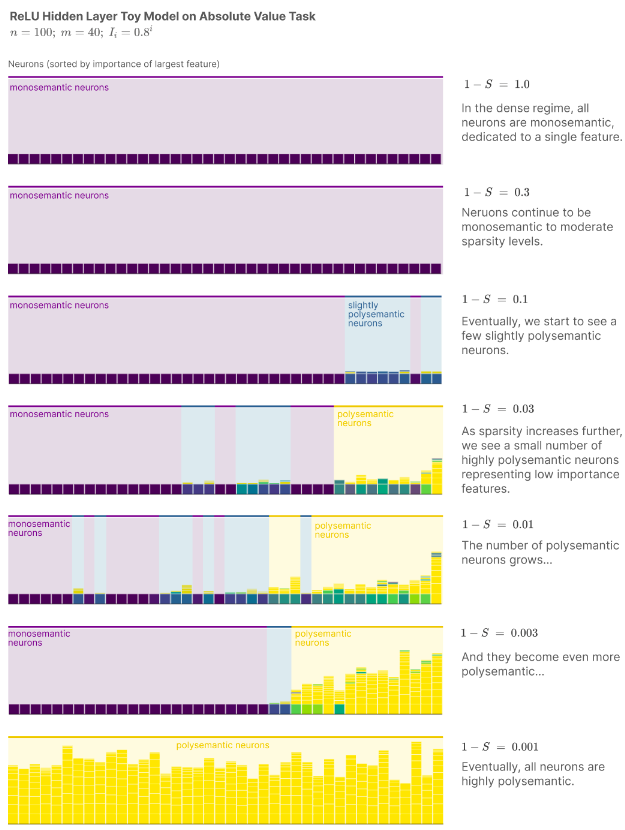 ReLU Hidden Layer Toy Model on Absolute Value Task
n = 100; m = 40; Iᵢ = 0.8ⁱ
Neurons (sorted by importance of largest feature)
monosemantic neurons
1 − S = 1.0
In the dense regime, all
neurons are monosemantic,
dedicated to a single feature.
monosemantic neurons
1 − S = 0.3
Neruons continue to be
monosemantic to moderate
sparsity levels.
monosemantic neurons
slightly
polysemantic
neurons
1 − S = 0.1
Eventually, we start to see a
few slightly polysemantic
neurons.
monosemantic neurons
polysemantic
neurons
1 − S = 0.03
As sparsity increases further,
we see a small number of
highly polysemantic neurons
representing low importance
features.
monosemantic
neurons
polysemantic
neurons
1 − S = 0.01
The number of polysemantic
neurons grows...
monosemantic
neurons
polysemantic
neurons
1 − S = 0.003
And they become even more
polysemantic...
polysemantic neurons
1 − S = 0.001
Eventually, all neurons are
highly polysemantic.